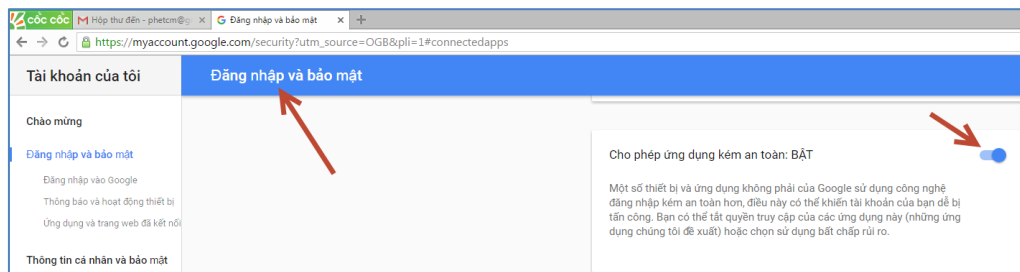 cốc cốc
Hộp thư đến - phetcm@g
Đăng nhập và bảo mật
https://myaccount.google.com/security?utm_source=OGB&pli=1#connectedapps
Tài khoản của tôi
Đăng nhập và bảo mật
Chào mừng
Đăng nhập và bảo mật
Đăng nhập vào Google
Thông báo và hoạt động thiết bị
Ứng dụng và trang web đã kết nối
Thông tin cá nhân và bảo mật
Cho phép ứng dụng kém an toàn: BẬT
Một số thiết bị và ứng dụng không phải của Google sử dụng công nghệ
đăng nhập kém an toàn hơn, điều này có thể khiến tài khoản của bạn dễ bị
tấn công. Bạn có thể tắt quyền truy cập của các ứng dụng này (những ứng
dụng chúng tôi đề xuất) hoặc chọn sử dụng bất chấp rủi ro.